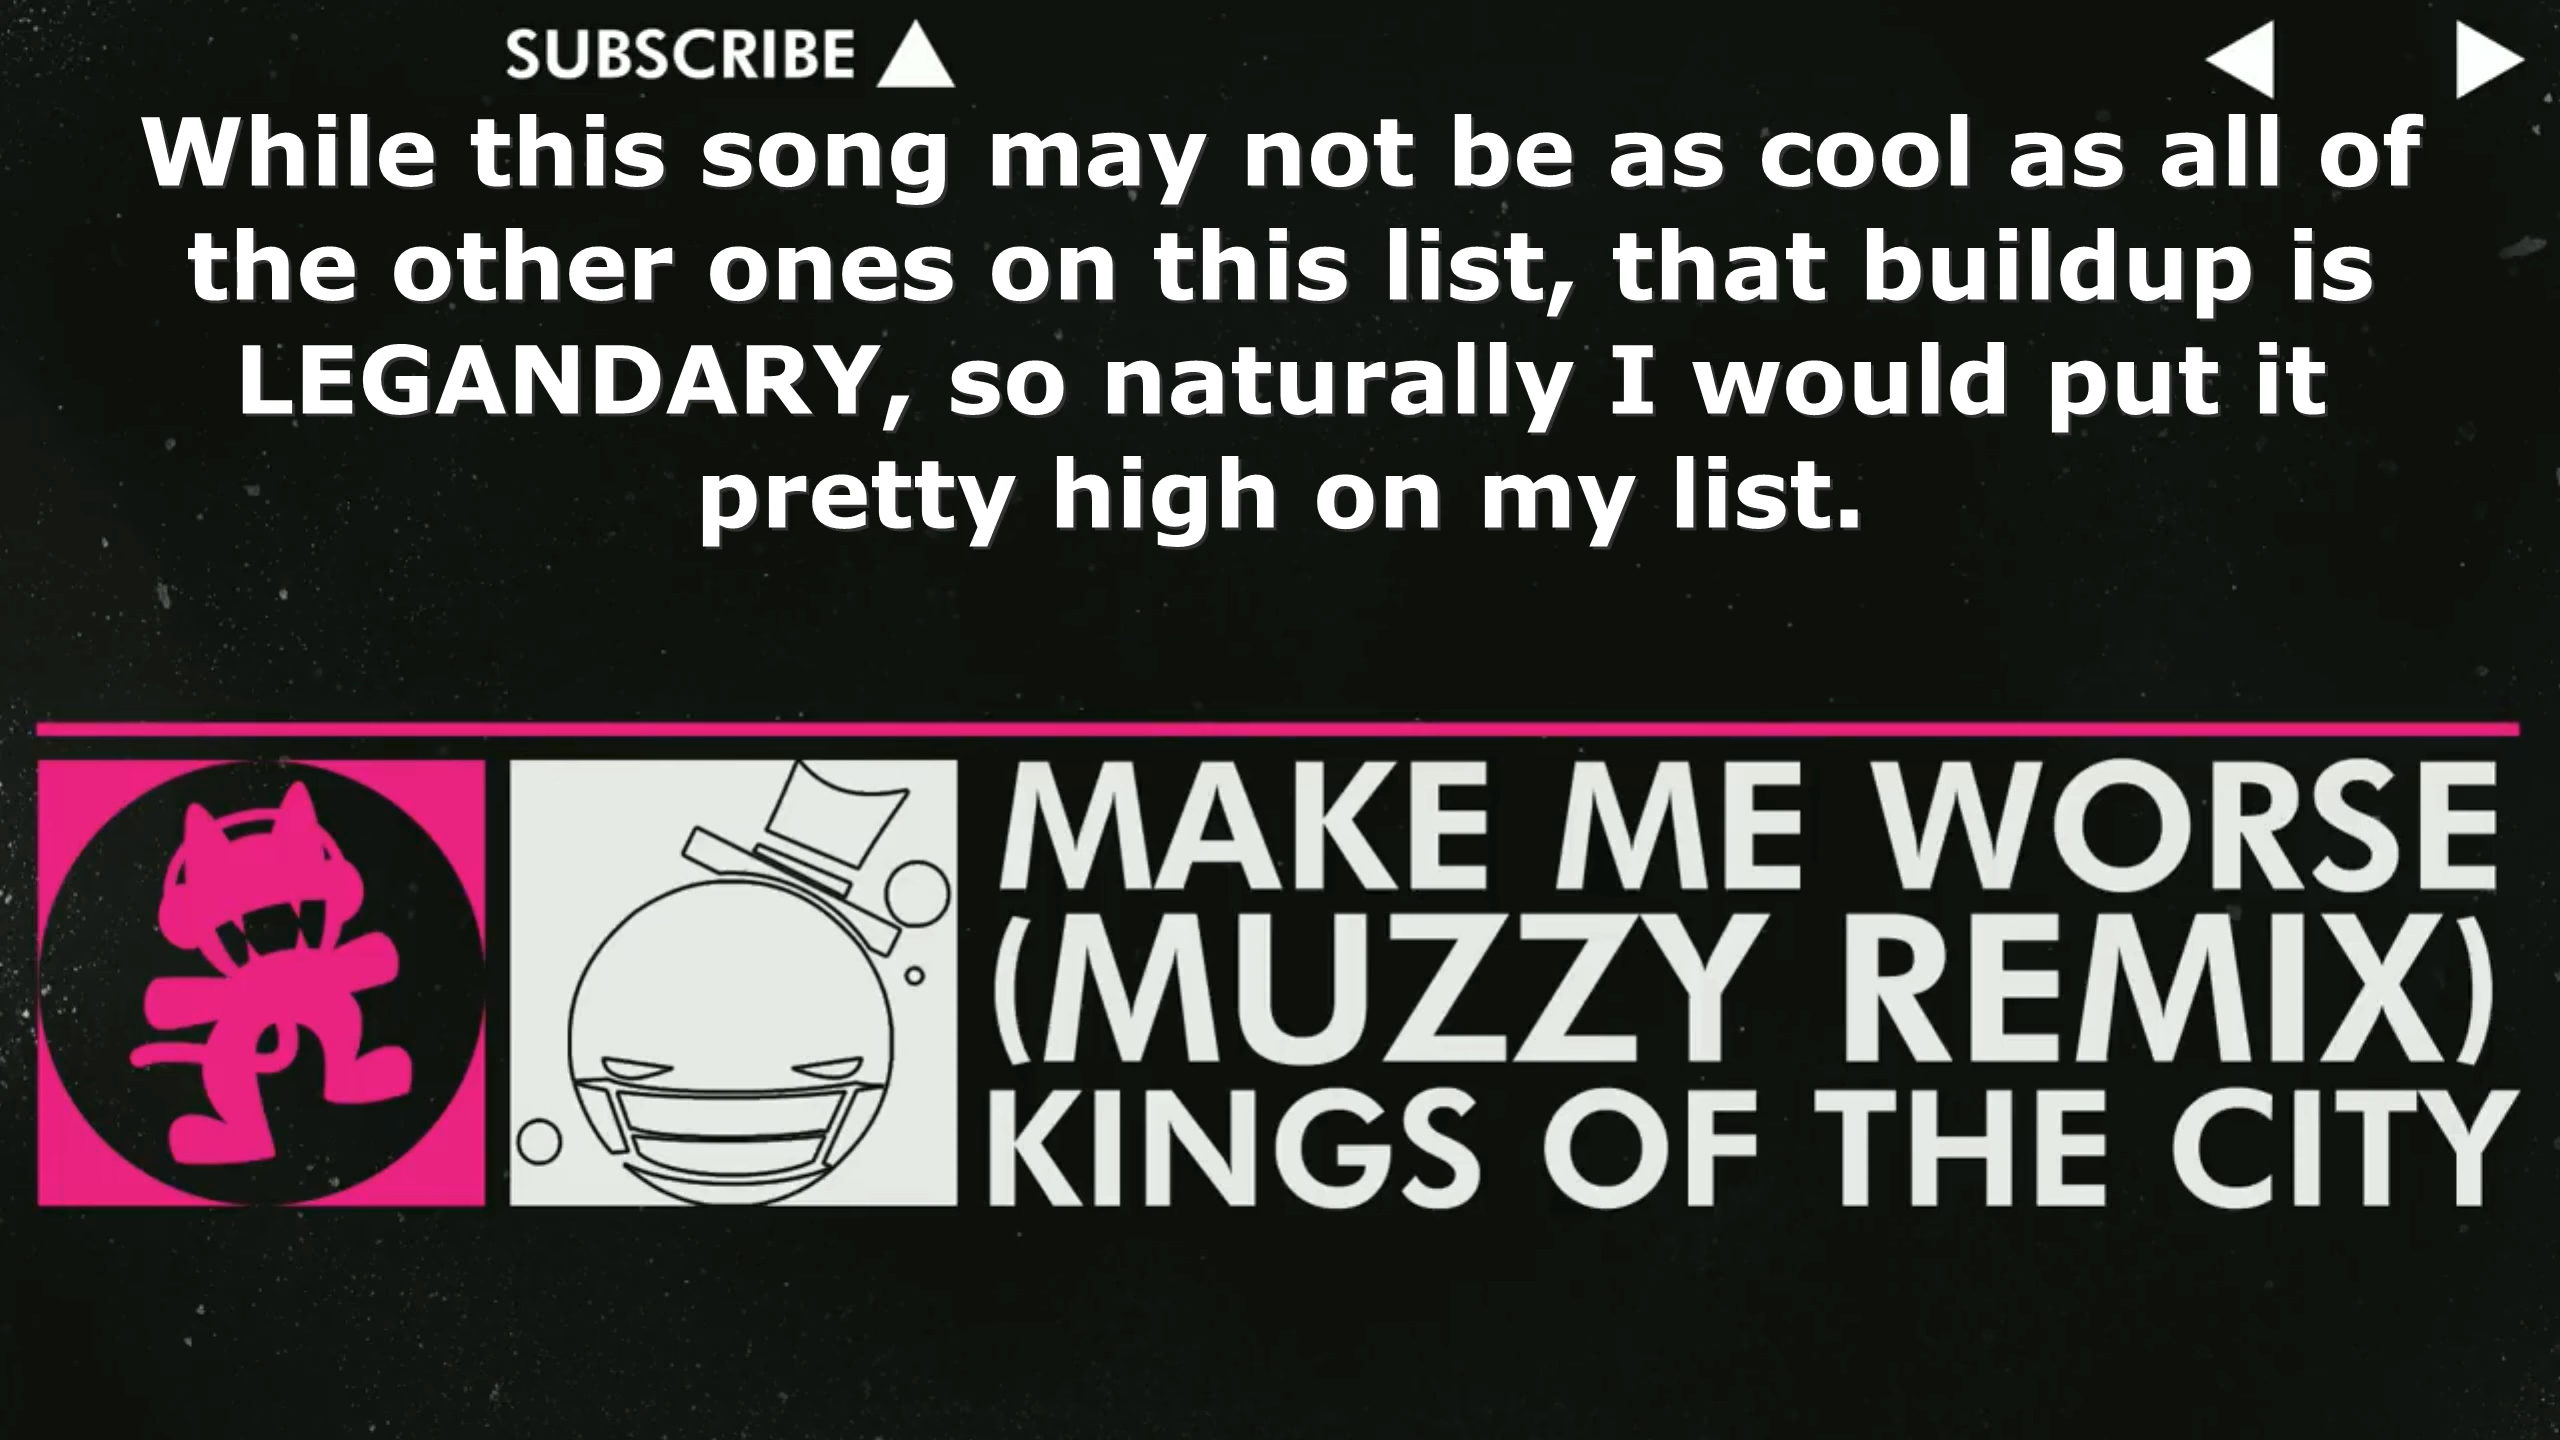 SUBSCRIBE
While this song may not be as cool as all of
the other ones on this list, that buildup is
LEGANDARY, so naturally I would put it
pretty high on my list.
MAKE ME WORSE
(MUZZY REMIX)
KINGS OF THE CITY